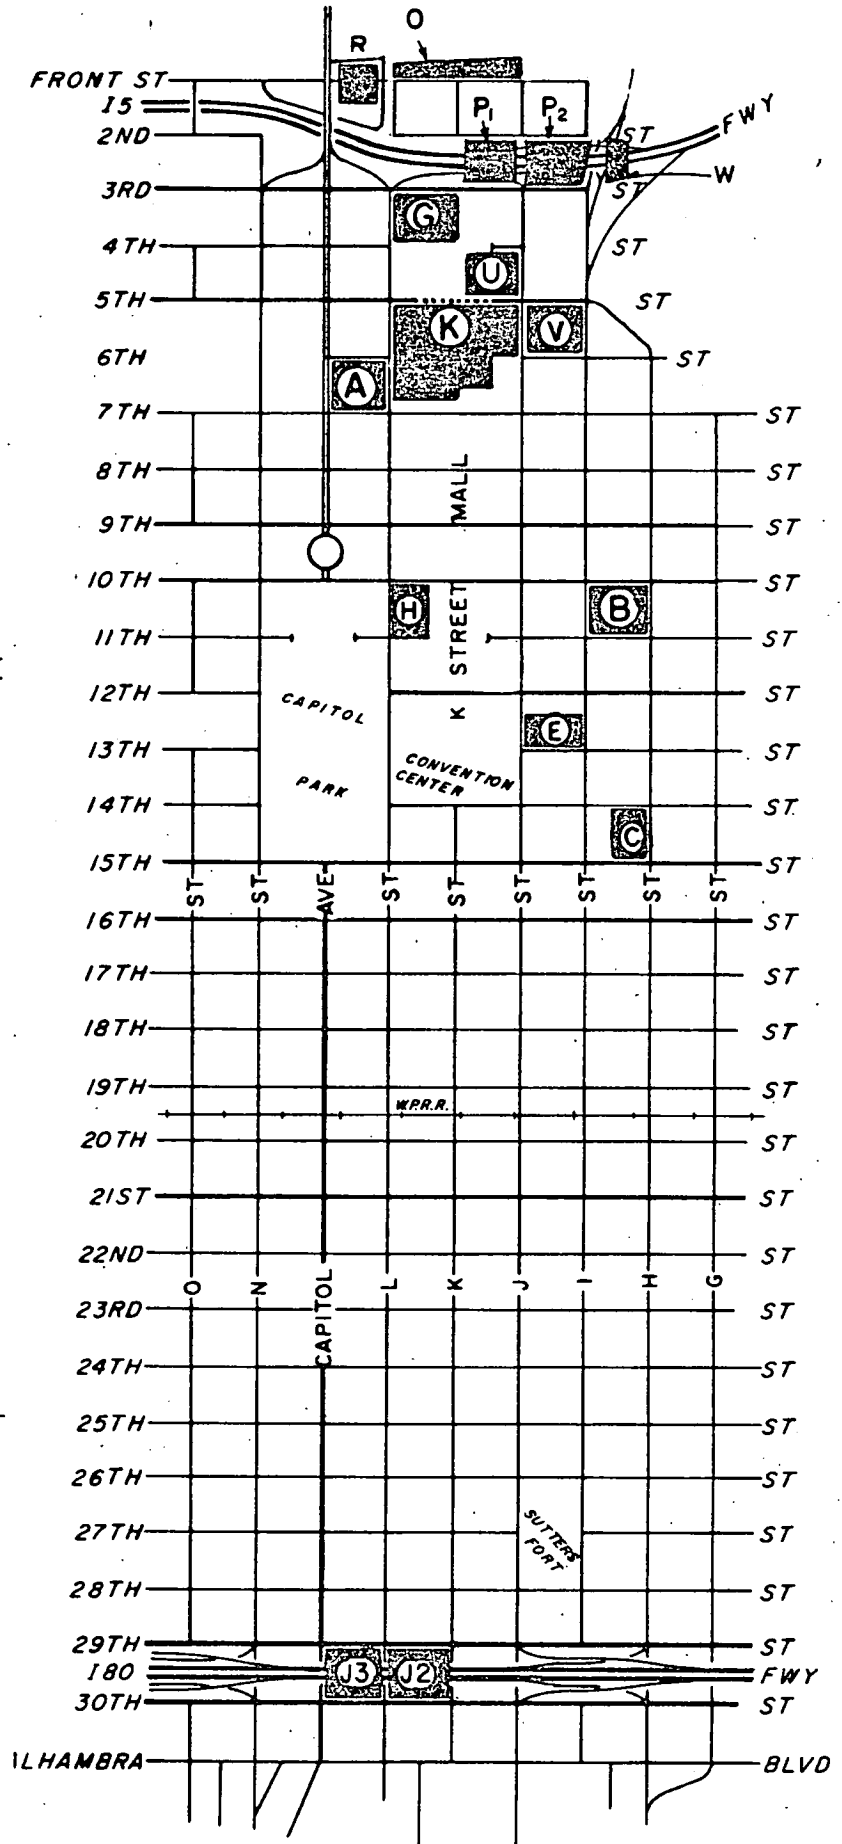 O
R
FRONT ST
P1 P2
I5
FWY
2ND ST
W
3RD ST
G
4TH ST
U
5TH ST
K V
6TH ST
A
7TH ST
8TH ST
MALL
9TH ST
10TH ST
H B
STREET
11TH ST
12TH ST
CAPITOL
K
E
13TH ST
CONVENTION
CENTER
PARK
14TH ST
C
15TH ST
ST ST AVE ST ST ST ST ST ST
16TH ST
17TH ST
18TH ST
19TH ST
W.P.R.R.
20TH ST
21ST ST
22ND ST
O N CAPITOL L K J I H G
23RD ST
24TH ST
25TH ST
26TH ST
SUTTERS
FORT
27TH ST
28TH ST
29TH ST
I80 J3 J2 FWY
30TH ST
LHAMBRA BLVD